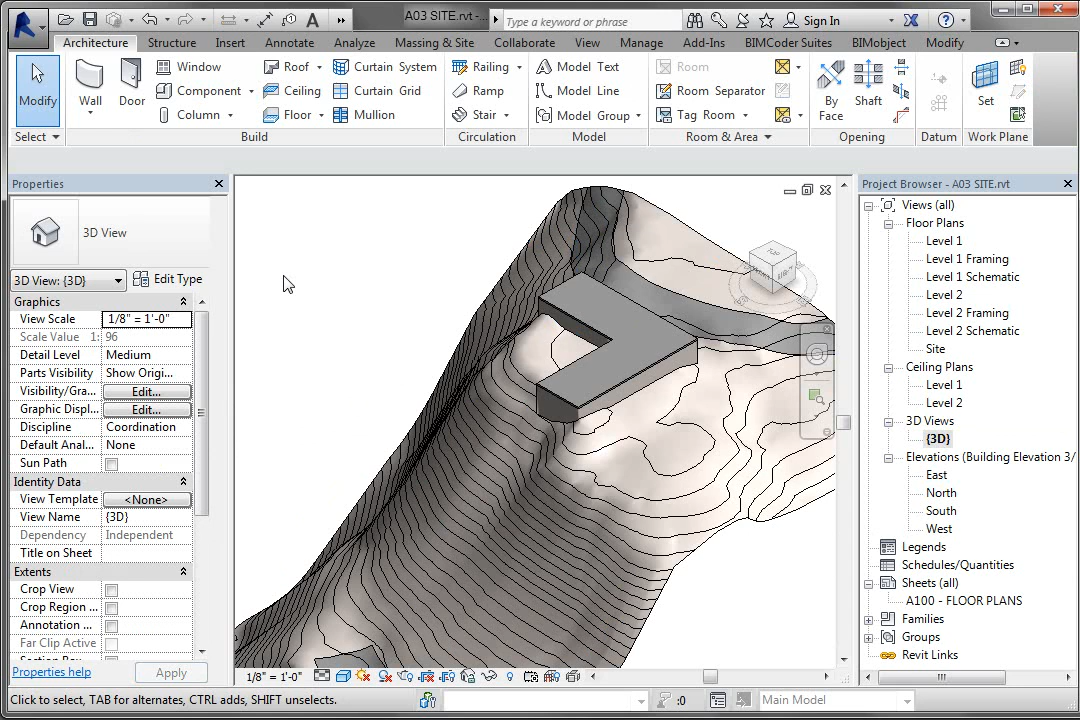 A03 SITE.rvt -...
Type a keyword or phrase
Sign In
Architecture Structure Insert Annotate Analyze Massing & Site Collaborate View Manage Add-Ins BIMCoder Suites BIMobject Modify
Modify
Wall
Door
Window
Component
Column
Roof
Ceiling
Floor
Curtain System
Curtain Grid
Mullion
Railing
Ramp
Stair
Model Text
Model Line
Model Group
Room
Room Separator
Tag Room
By
Face
Shaft
Set
Select
Build
Circulation
Model
Room & Area
Opening
Datum
Work Plane
Properties
3D View
3D View: {3D}
Edit Type
Graphics
View Scale 1/8" = 1'-0"
Scale Value 1: 96
Detail Level Medium
Parts Visibility Show Origi...
Visibility/Gra... Edit...
Graphic Displ... Edit...
Discipline Coordination
Default Anal... None
Sun Path
Identity Data
View Template <None>
View Name {3D}
Dependency Independent
Title on Sheet
Extents
Crop View
Crop Region ...
Annotation ...
Far Clip Active
Properties help
Apply
TOP
1/8" = 1'-0"
Project Browser - A03 SITE.rvt
Views (all)
Floor Plans
Level 1
Level 1 Framing
Level 1 Schematic
Level 2
Level 2 Framing
Level 2 Schematic
Site
Ceiling Plans
Level 1
Level 2
3D Views
{3D}
Elevations (Building Elevation 3/
East
North
South
West
Legends
Schedules/Quantities
Sheets (all)
A100 - FLOOR PLANS
Families
Groups
Revit Links
Click to select, TAB for alternates, CTRL adds, SHIFT unselects.
:0
Main Model